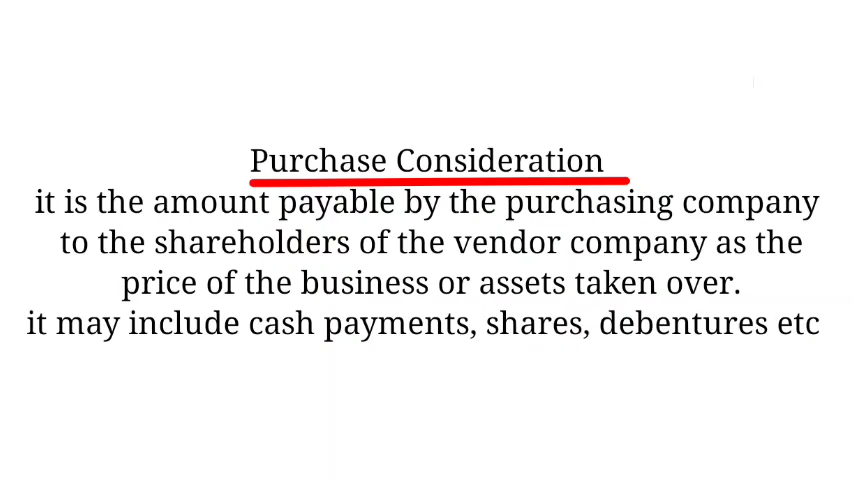 Purchase Consideration
it is the amount payable by the purchasing company
to the shareholders of the vendor company as the
price of the business or assets taken over.
it may include cash payments, shares, debentures etc